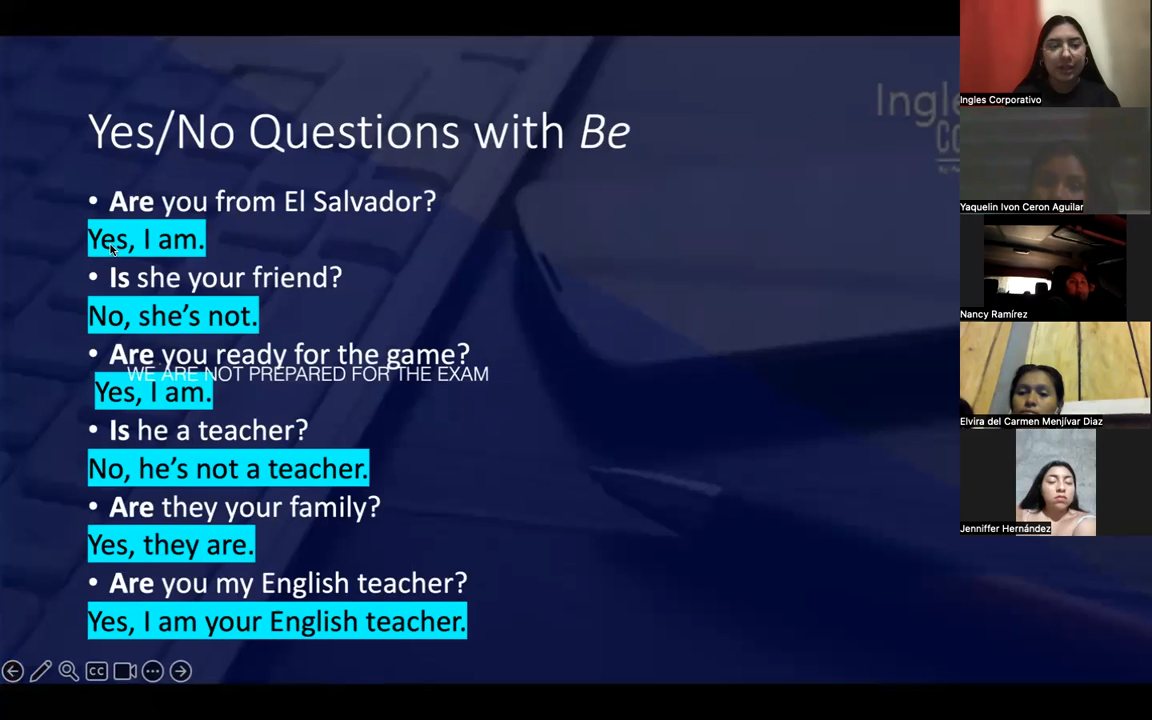 Yes/No Questions with Be
• Are you from El Salvador?
Yes, I am.
• Is she your friend?
No, she's not.
• Are you ready for the game?
WE ARE NOT PREPARED FOR THE EXAM
Yes, I am.
• Is he a teacher?
No, he's not a teacher.
• Are they your family?
Yes, they are.
• Are you my English teacher?
Yes, I am your English teacher.
CC
Ingles Corporativo
Yaquelin Ivon Ceron Aguilar
Nancy Ramírez
Elvira del Carmen Menjívar Diaz
Jenniffer Hernández